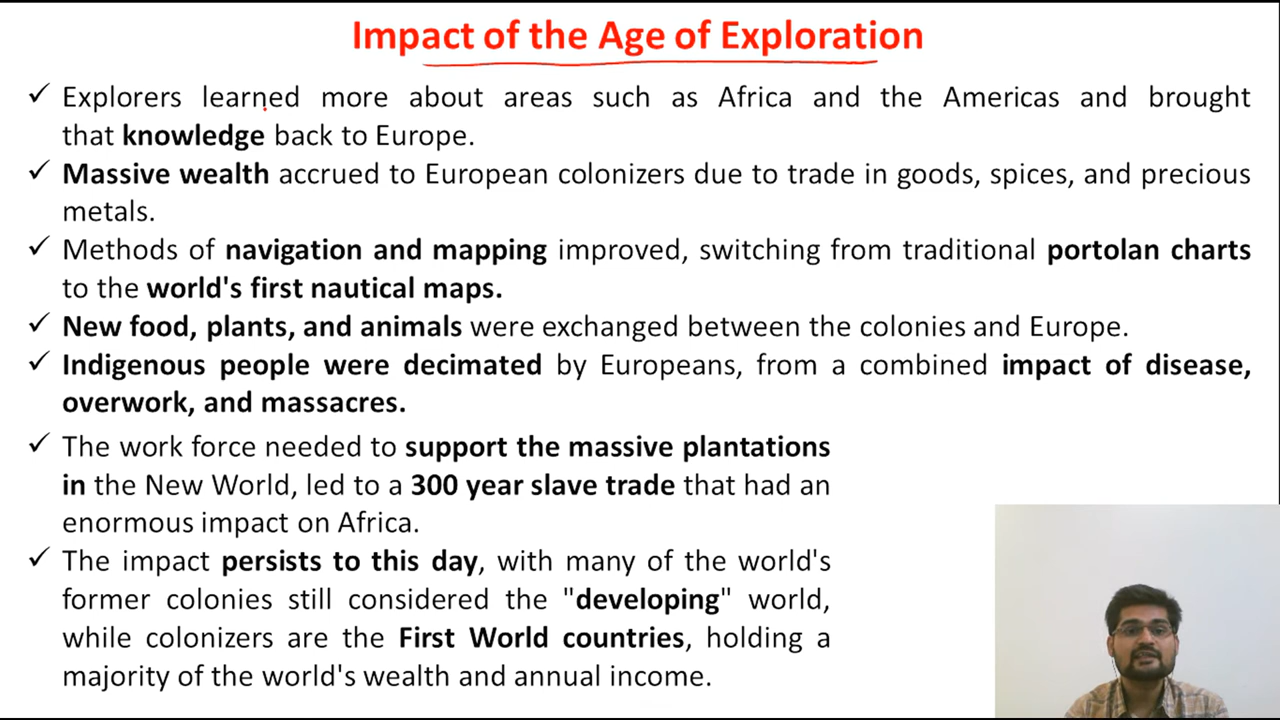 Impact of the Age of Exploration
✓ Explorers learned more about areas such as Africa and the Americas and brought
that knowledge back to Europe.
✓ Massive wealth accrued to European colonizers due to trade in goods, spices, and precious
metals.
✓ Methods of navigation and mapping improved, switching from traditional portolan charts
to the world's first nautical maps.
✓ New food, plants, and animals were exchanged between the colonies and Europe.
✓ Indigenous people were decimated by Europeans, from a combined impact of disease,
overwork, and massacres.
✓ The work force needed to support the massive plantations
in the New World, led to a 300 year slave trade that had an
enormous impact on Africa.
✓ The impact persists to this day, with many of the world's
former colonies still considered the "developing" world,
while colonizers are the First World countries, holding a
majority of the world's wealth and annual income.